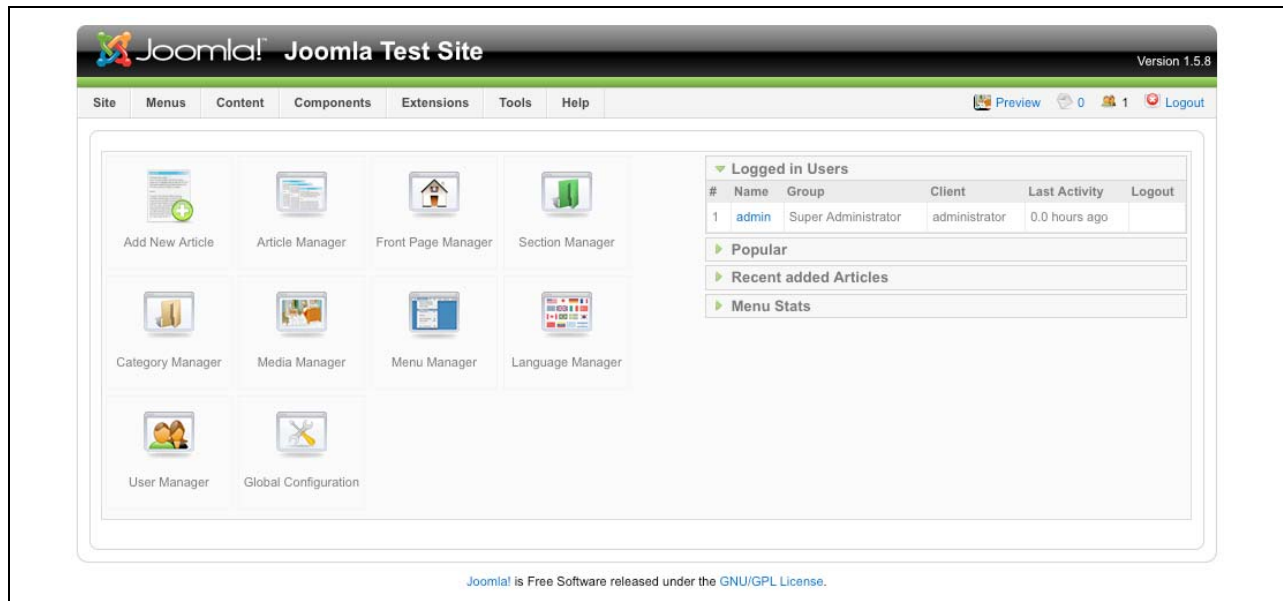 Joomla!™ Joomla Test Site
Version 1.5.8
Site Menus Content Components Extensions Tools Help Preview 0 1 Logout
Add New Article Article Manager Front Page Manager Section Manager
Category Manager Media Manager Menu Manager Language Manager
User Manager Global Configuration
Logged in Users
# Name Group Client Last Activity Logout
1 admin Super Administrator administrator 0.0 hours ago
Popular
Recent added Articles
Menu Stats
Joomla! is Free Software released under the GNU/GPL License.